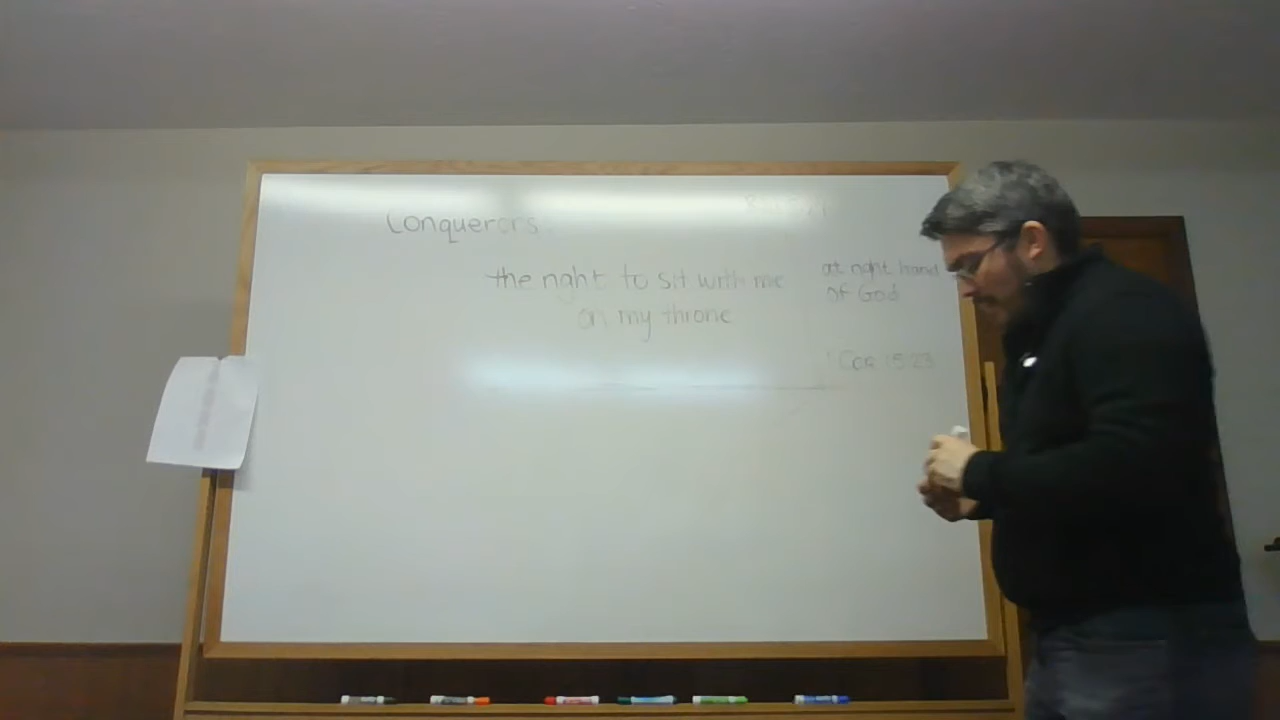 Conquerors
the right to sit with me
on my throne
at right hand
of God
1 Cor 15:23